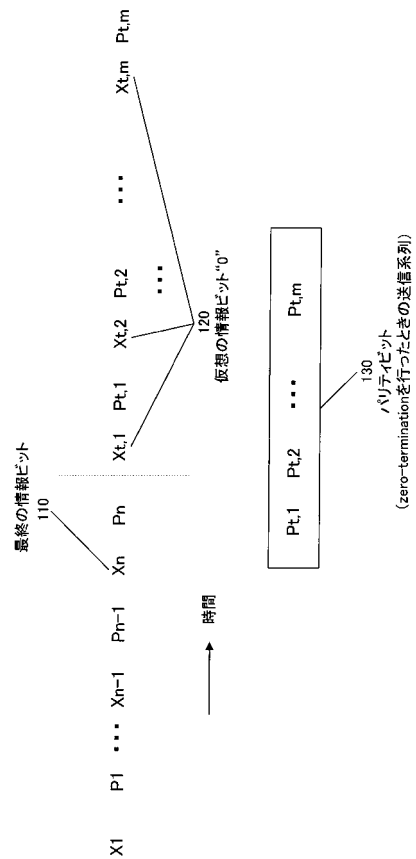 最終の情報ビット
110
X1 P1 ••• Xn-1 Pn-1 Xn Pn Xt,1 Pt,1 Xt,2 Pt,2 ••• Xt,m Pt,m
•••
時間
120
仮想の情報ビット“0”
Pt,1 Pt,2 ••• Pt,m
130
パリティビット
(zero-terminationを行ったときの送信系列)